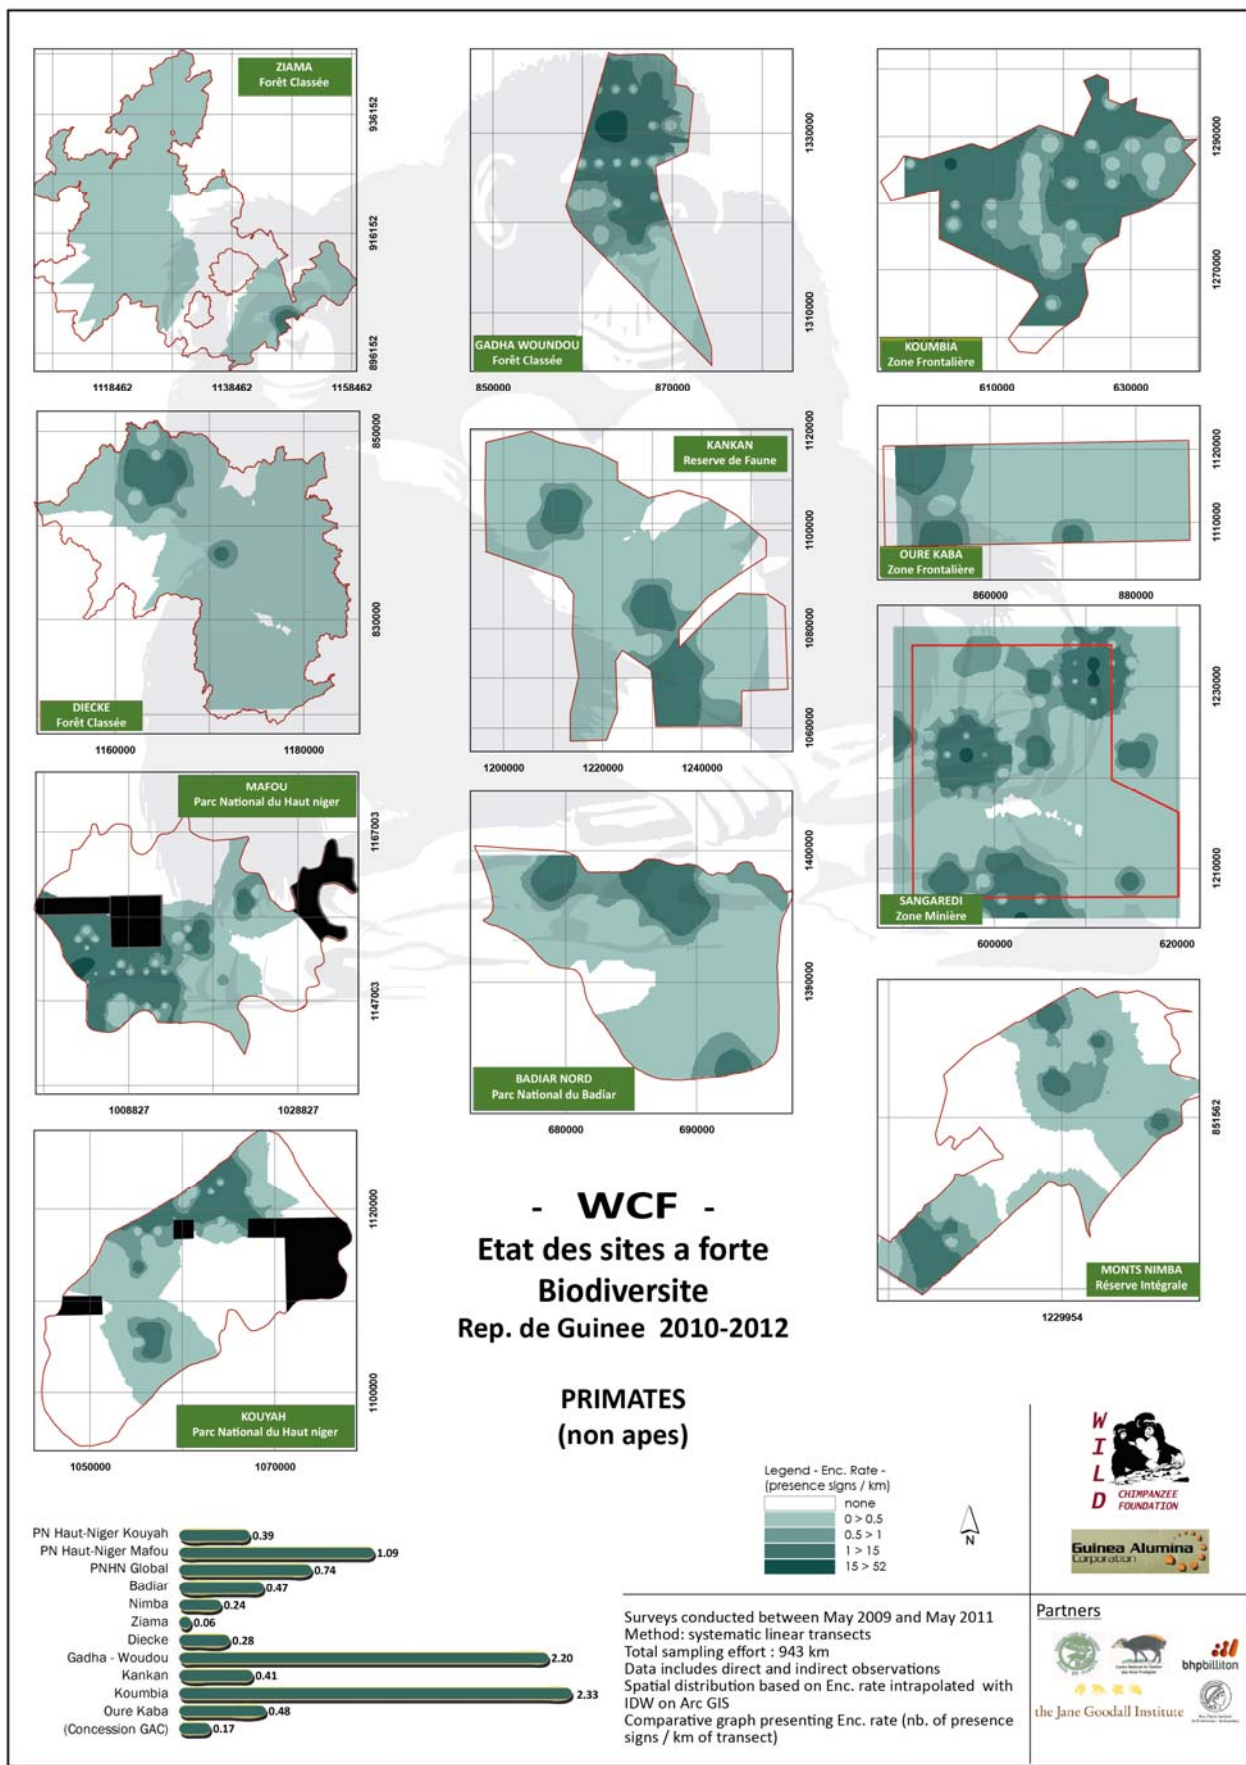 ZIAMA
Forêt Classée
936152
916152
896152
1118462
1138462
1158462
GADHA WOUNDOU
Forêt Classée
1330000
1310000
850000
870000
KOUMBIA
Zone Frontalière
1290000
1270000
610000
630000
DIECKE
Forêt Classée
850000
830000
1160000
1180000
KANKAN
Reserve de Faune
1120000
1100000
1080000
1060000
1200000
1220000
1240000
OURE KABA
Zone Frontalière
1120000
1110000
860000
880000
SANGAREDI
Zone Minière
1230000
1210000
600000
620000
MAFOU
Parc National du Haut niger
1167003
1147003
1008827
1028827
BADIAR NORD
Parc National du Badiar
1400000
1390000
680000
690000
MONTS NIMBA
Réserve Intégrale
851562
1229954
KOUYAH
Parc National du Haut niger
1120000
1100000
1050000
1070000
- WCF -
Etat des sites a forte
Biodiversite
Rep. de Guinee 2010-2012
PRIMATES
(non apes)
Legend - Enc. Rate -
(presence signs / km)
none
0 > 0.5
0.5 > 1
1 > 15
15 > 52
N
WILD
CHIMPANZEE
FOUNDATION
Guinea Alumina
Corporation
PN Haut-Niger Kouyah 0.39
PN Haut-Niger Mafou 1.09
PNHN Global 0.74
Badiar 0.47
Nimba 0.24
Ziama 0.06
Diecke 0.28
Gadha - Woudou 2.20
Kankan 0.41
Koumbia 2.33
Oure Kaba 0.48
(Concession GAC) 0.17
Surveys conducted between May 2009 and May 2011
Method: systematic linear transects
Total sampling effort : 943 km
Data includes direct and indirect observations
Spatial distribution based on Enc. rate intrapolated with
IDW on Arc GIS
Comparative graph presenting Enc. rate (nb. of presence
signs / km of transect)
Partners
bhpbilliton
the Jane Goodall Institute